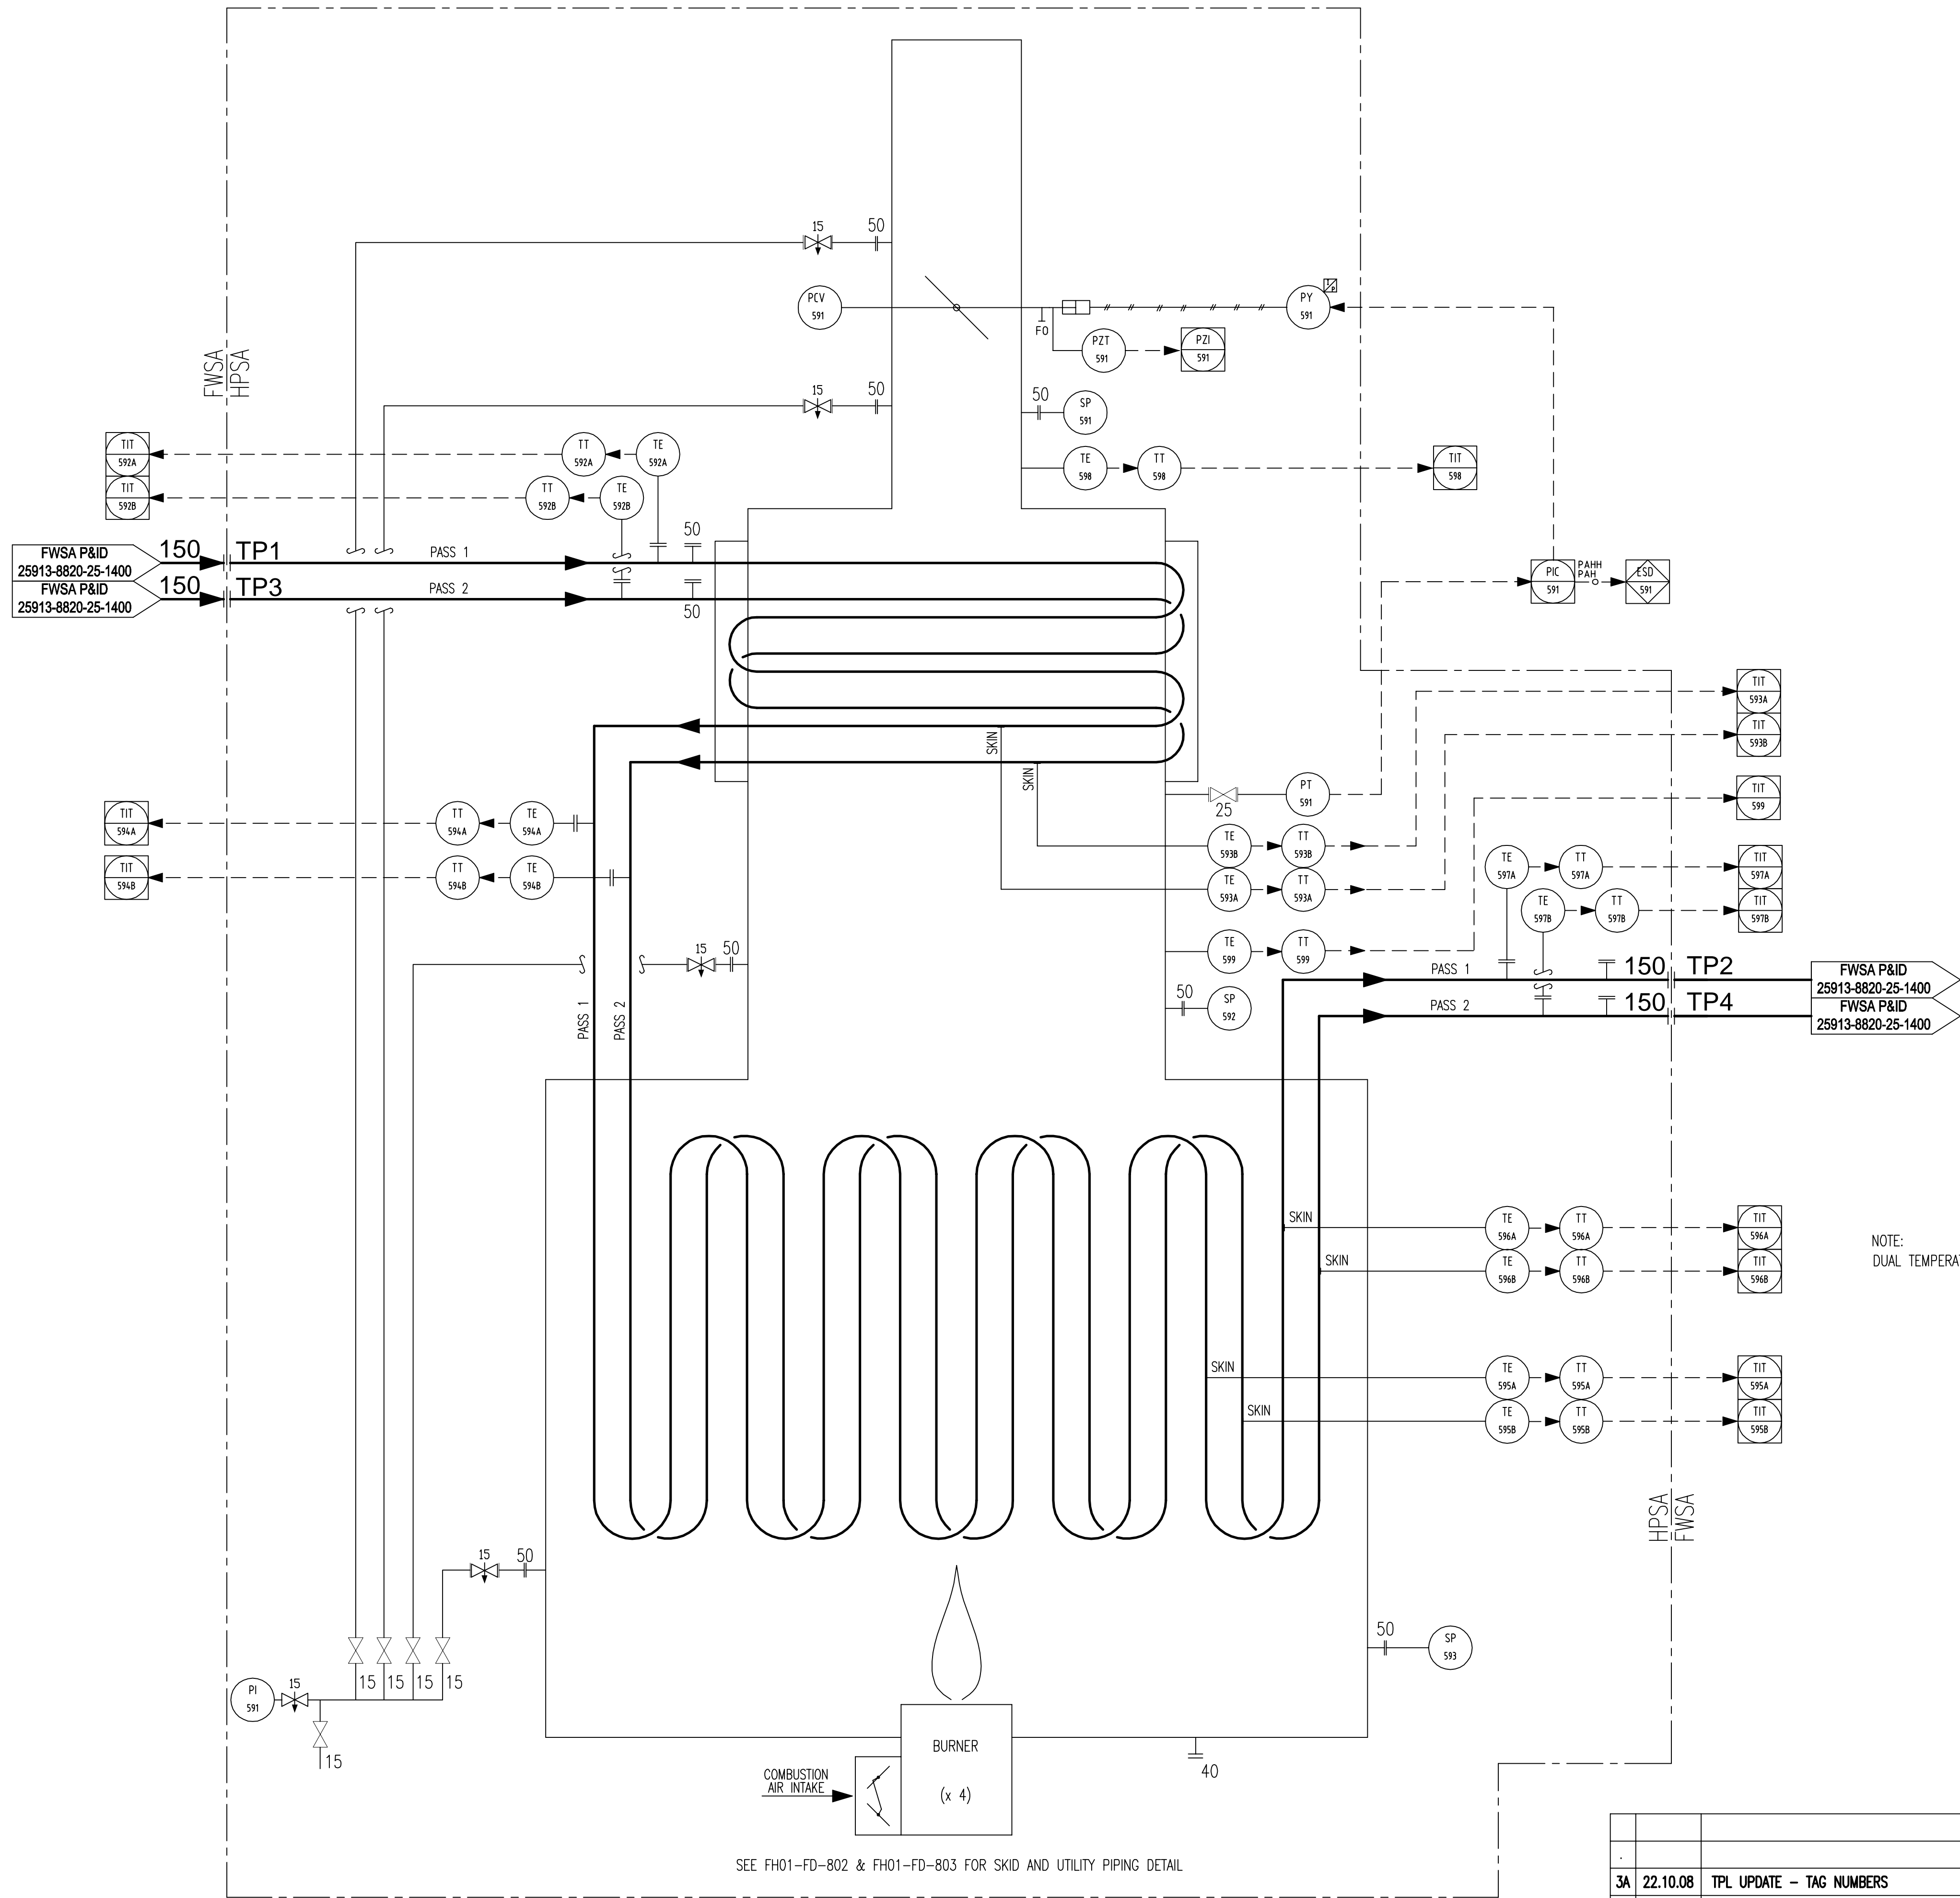 15
50
PCV
591
FO
PY
591
I/P
PZT
591
PZI
591
FWSA
HPSA
15
50
50
SP
591
TIT
592A
TT
592A
TE
592A
TIT
592B
TT
592B
TE
592B
TE
598
TT
598
TIT
598
FWSA P&ID
25913-8820-25-1400
150
TP1
PASS 1
50
FWSA P&ID
25913-8820-25-1400
150
TP3
PASS 2
50
PIC
591
PAHH
PAH
ESD
591
SKIN
SKIN
TIT
593A
TIT
593B
PT
591
25
TIT
599
TIT
594A
TT
594A
TE
594A
TE
593B
TT
593B
TIT
594B
TT
594B
TE
594B
TE
593A
TT
593A
TE
597A
TT
597A
TIT
597A
TE
597B
TT
597B
TIT
597B
15
50
TE
599
TT
599
PASS 1
PASS 2
50
SP
592
PASS 1
150
TP2
FWSA P&ID
25913-8820-25-1400
PASS 2
150
TP4
FWSA P&ID
25913-8820-25-1400
SKIN
TE
596A
TT
596A
TIT
596A
SKIN
TE
596B
TT
596B
TIT
596B
NOTE:
DUAL TEMPERA
SKIN
TE
595A
TT
595A
TIT
595A
SKIN
TE
595B
TT
595B
TIT
595B
HPSA
FWSA
15
50
50
SP
593
PI
591
15
15
15
15
15
15
BURNER
(x 4)
COMBUSTION
AIR INTAKE
40
SEE FH01-FD-802 & FH01-FD-803 FOR SKID AND UTILITY PIPING DETAIL
.
3A 22.10.08 TPL UPDATE - TAG NUMBERS